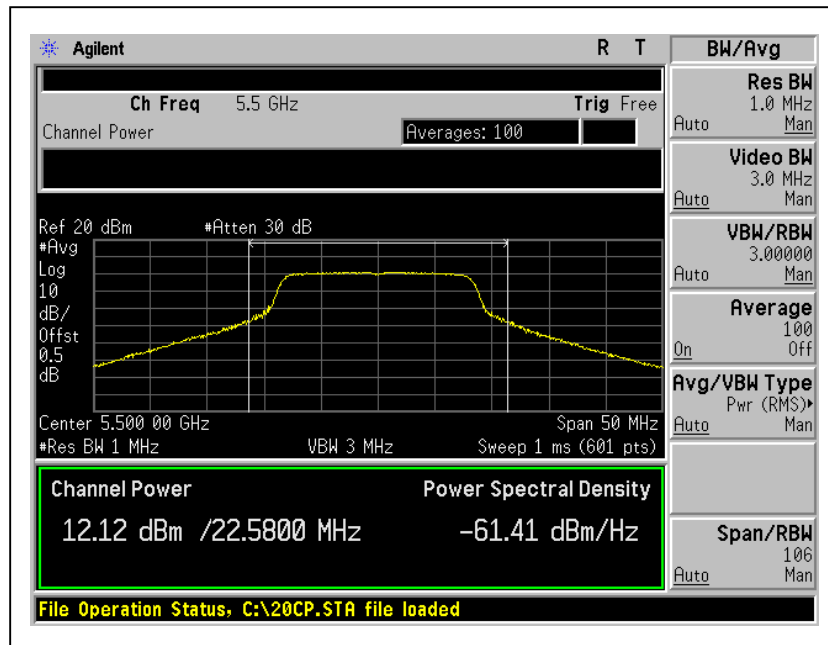 Agilent R T
Ch Freq 5.5 GHz Trig Free
Channel Power Averages: 100
Ref 20 dBm #Atten 30 dB
#Avg
Log
10
dB/
Offst
0.5
dB
Center 5.500 00 GHz Span 50 MHz
#Res BW 1 MHz VBW 3 MHz Sweep 1 ms (601 pts)
Channel Power Power Spectral Density
12.12 dBm /22.5800 MHz -61.41 dBm/Hz
File Operation Status, C:\20CP.STA file loaded
BW/Avg
Res BW
1.0 MHz
Auto Man
Video BW
3.0 MHz
Auto Man
VBW/RBW
3.00000
Auto Man
Average
100
On Off
Avg/VBW Type
Pwr (RMS)▸
Auto Man
Span/RBW
106
Auto Man